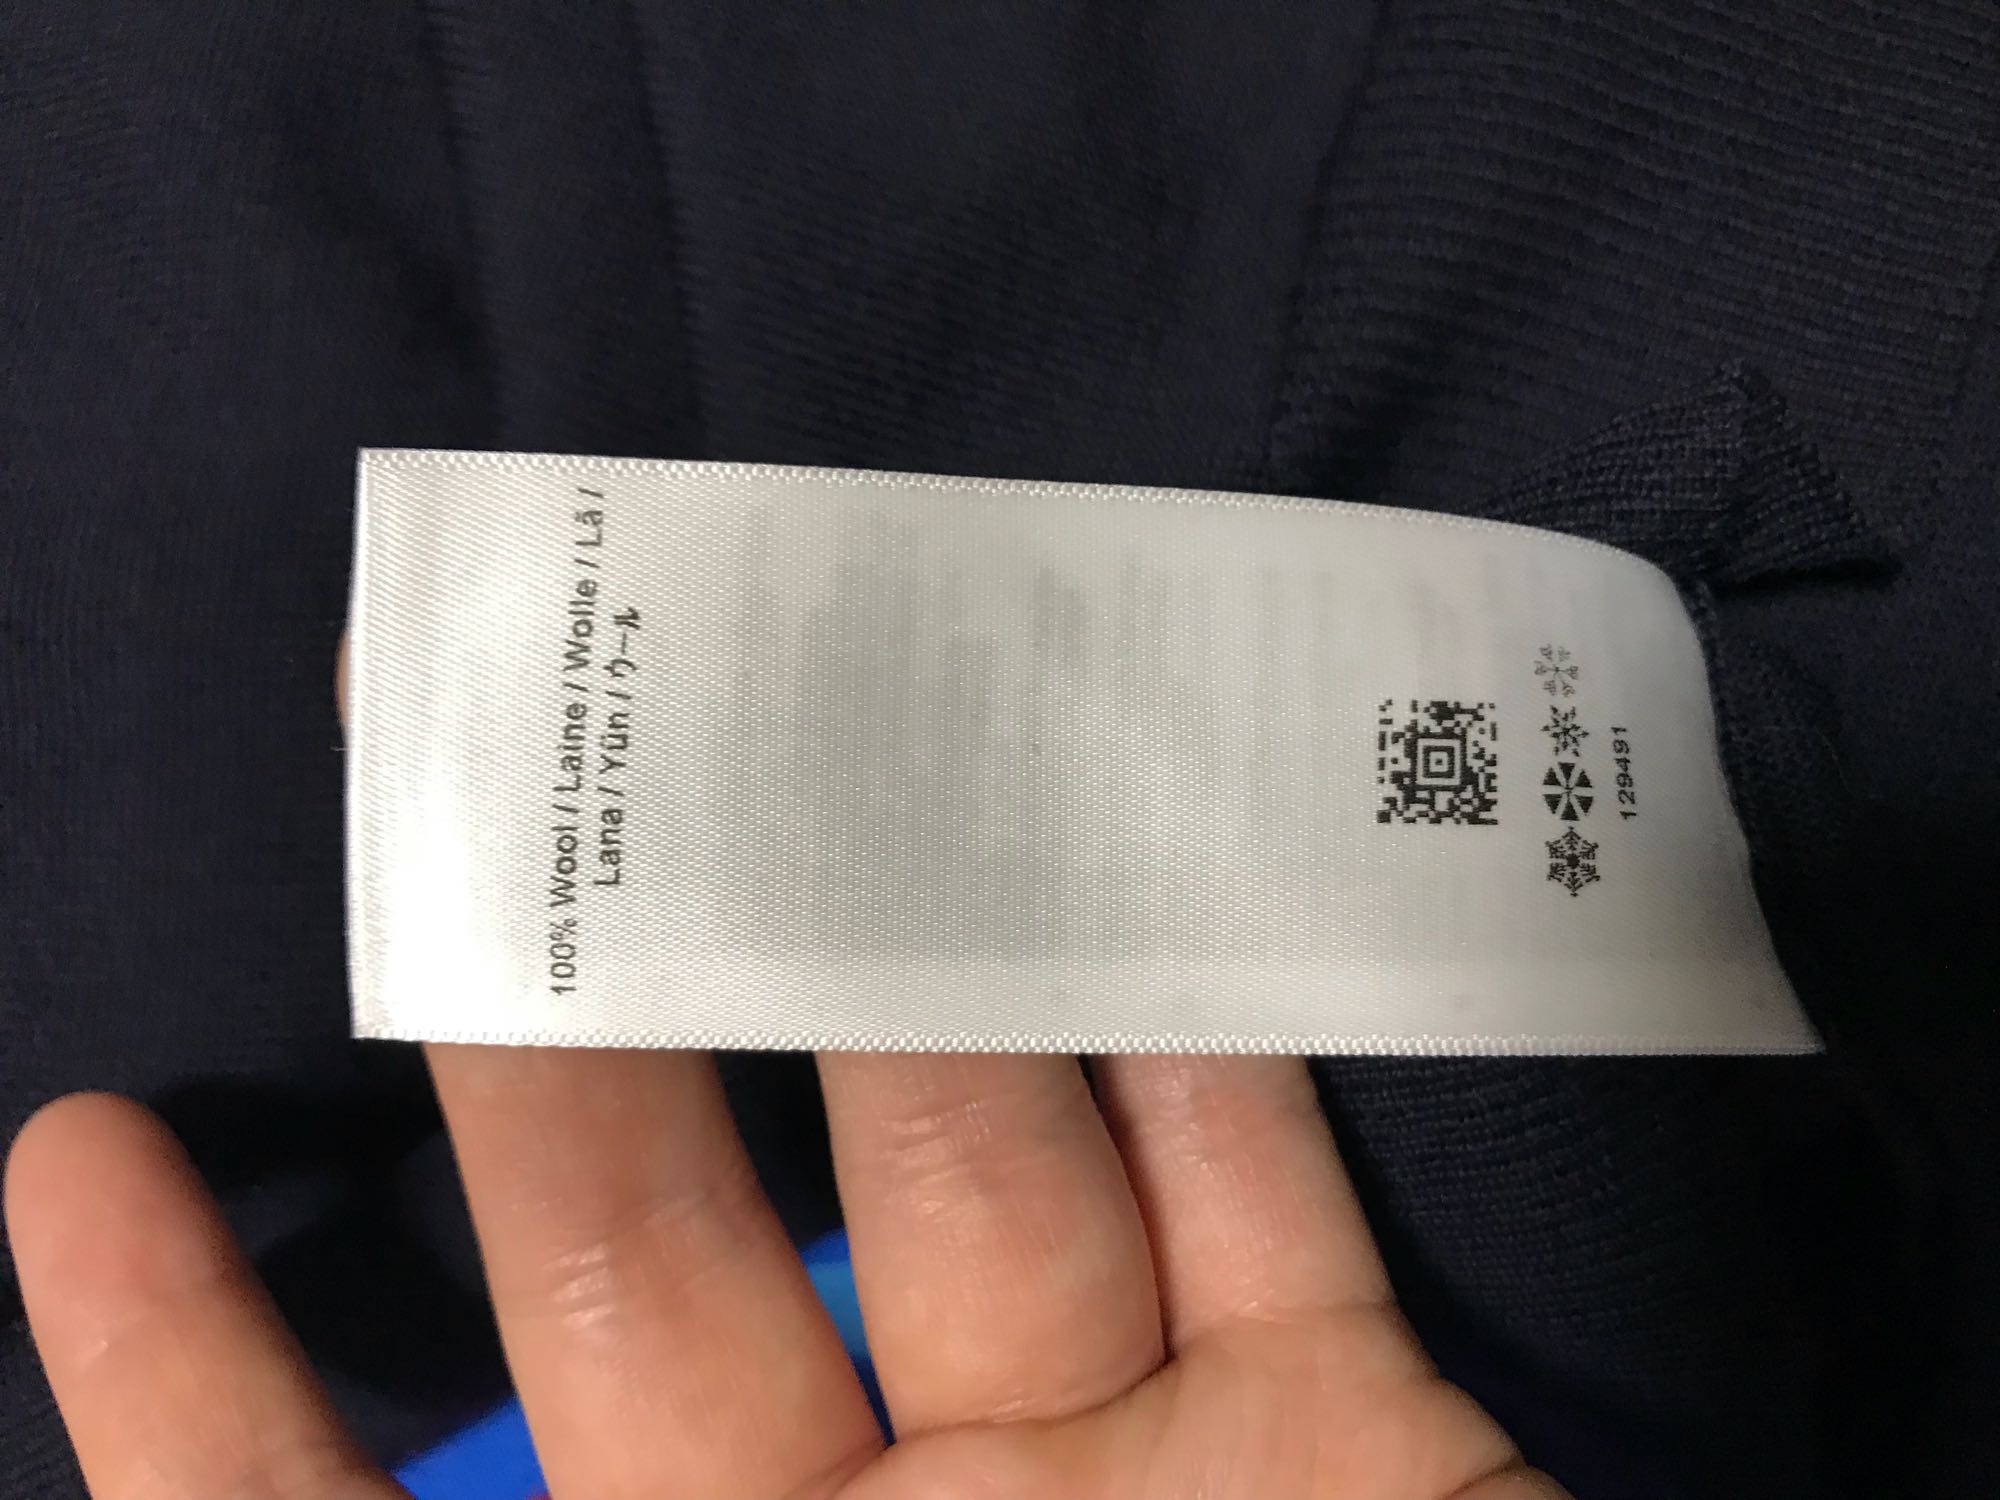 100% Wool / Laine / Wolle / Lã /
Lana / Yün / ウール
129491